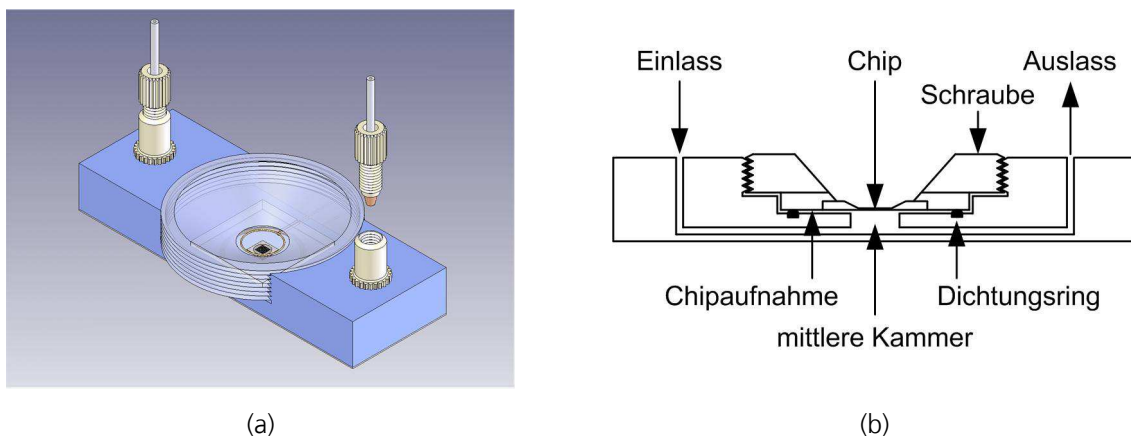 Einlass
Chip
Auslass
Schraube
Chipaufnahme
Dichtungsring
mittlere Kammer
(a)
(b)